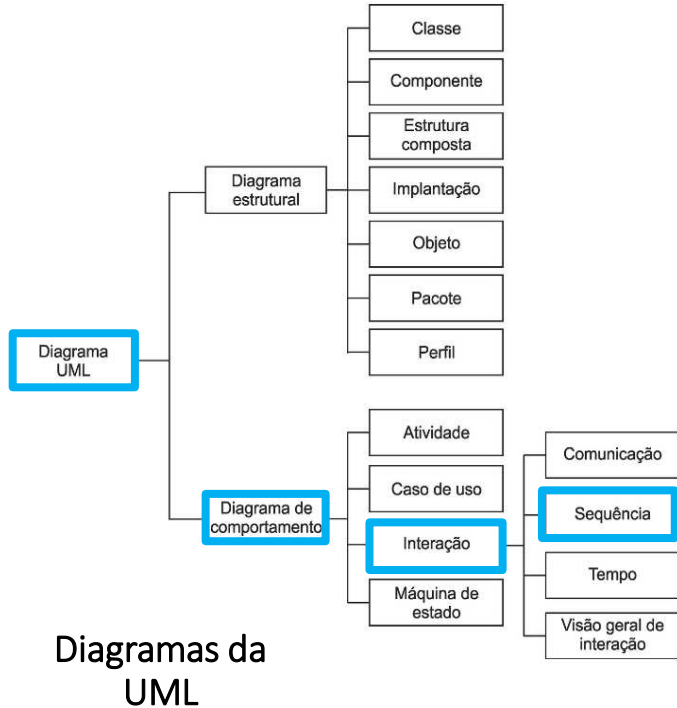 Classe
Componente
Estrutura
composta
Diagrama
estrutural
Implantação
Objeto
Pacote
Perfil
Diagrama
UML
Atividade
Caso de uso
Diagrama de
comportamento
Interação
Máquina de
estado
Comunicação
Sequência
Tempo
Visão geral de
interação
Diagramas da
UML